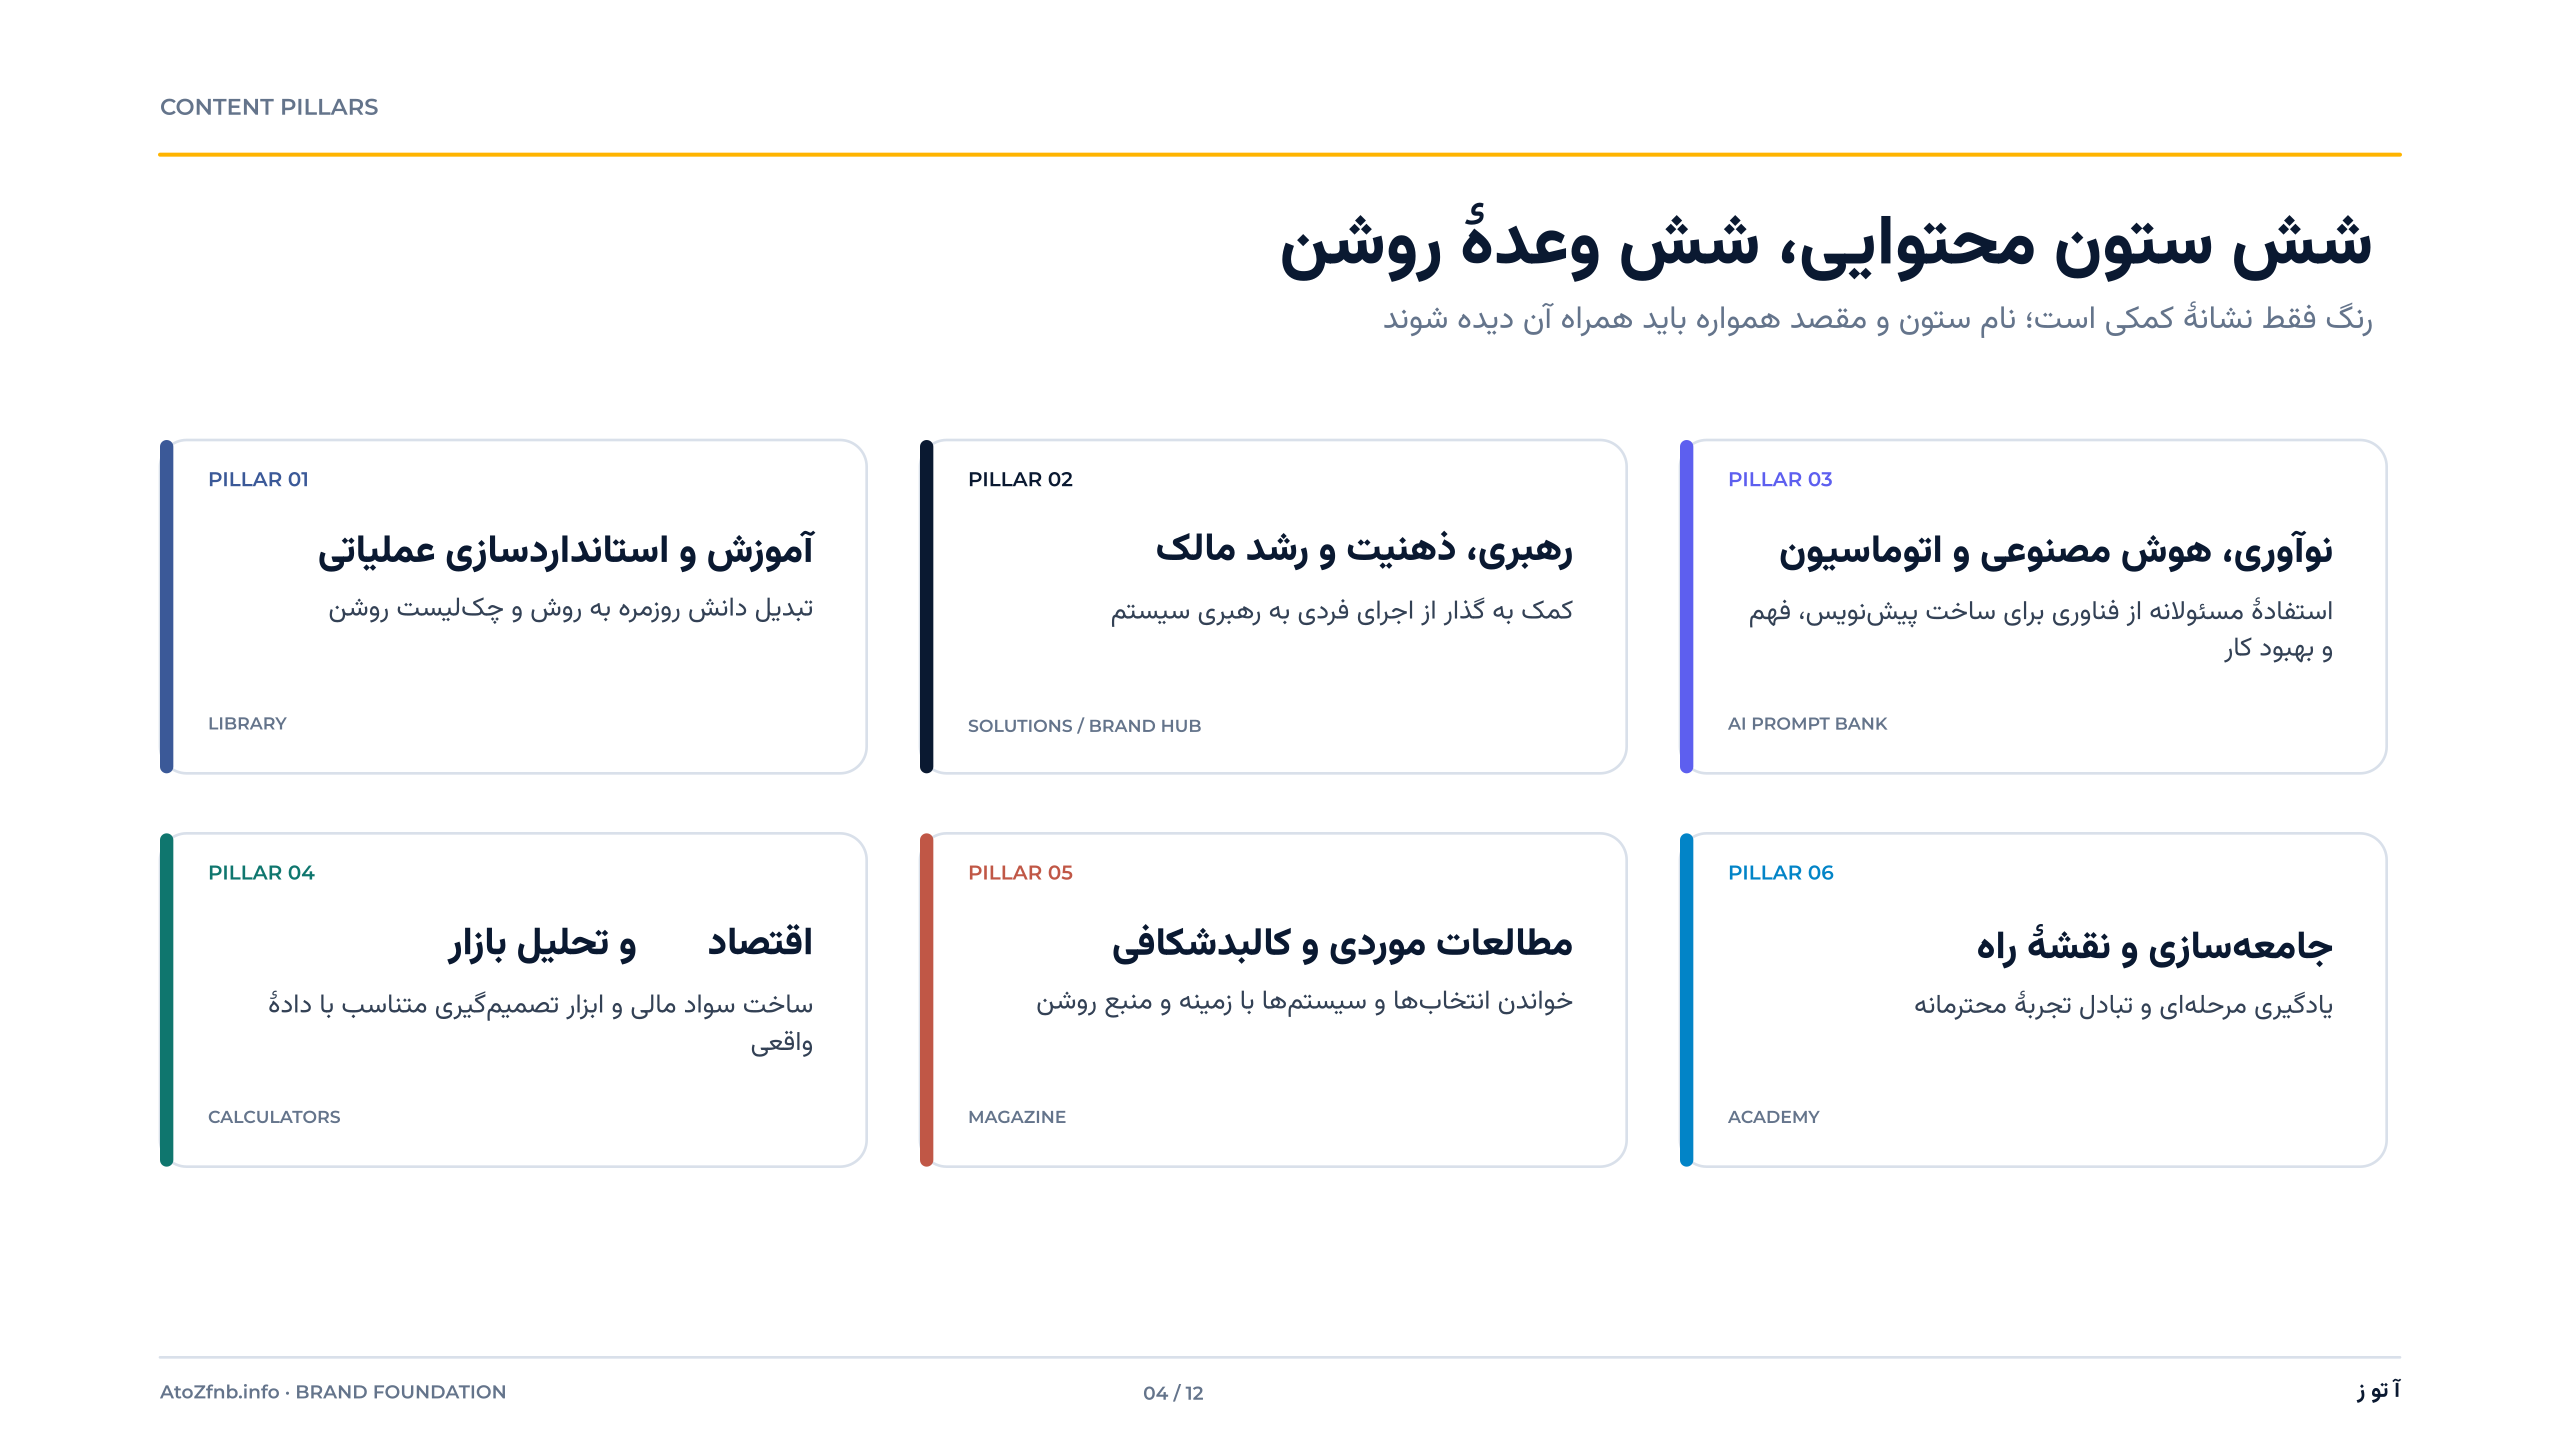 CONTENT PILLARS
شش ستون محتوایی، شش وعدهٔ روشن
رنگ فقط نشانهٔ کمکی است؛ نام ستون و مقصد همواره باید همراه آن دیده شوند
PILLAR 01
آموزش و استانداردسازی عملیاتی
تبدیل دانش روزمره به روش و چک‌لیست روشن
LIBRARY
PILLAR 02
رهبری، ذهنیت و رشد مالک
کمک به گذار از اجرای فردی به رهبری سیستم
SOLUTIONS / BRAND HUB
PILLAR 03
نوآوری، هوش مصنوعی و اتوماسیون
استفادهٔ مسئولانه از فناوری برای ساخت پیش‌نویس، فهم
و بهبود کار
AI PROMPT BANK
PILLAR 04
اقتصاد و تحلیل بازار
ساخت سواد مالی و ابزار تصمیم‌گیری متناسب با دادهٔ
واقعی
CALCULATORS
PILLAR 05
مطالعات موردی و کالبدشکافی
خواندن انتخاب‌ها و سیستم‌ها با زمینه و منبع روشن
MAGAZINE
PILLAR 06
جامعه‌سازی و نقشهٔ راه
یادگیری مرحله‌ای و تبادل تجربهٔ محترمانه
ACADEMY
AtoZfnb.info · BRAND FOUNDATION
04 / 12
آ تو ز